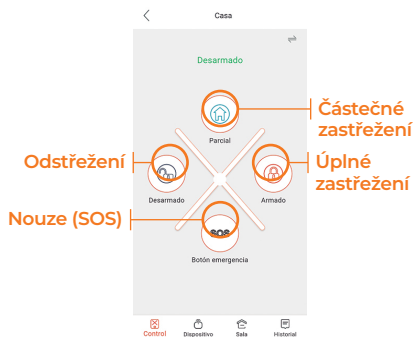 Casa
Desarmado
Částečné
zastřežení
Parcial
Odstřežení
Úplné
zastřežení
Desarmado
Armado
Nouze (SOS)
SOS
Botón emergencia
Control
Dispositivo
Sala
Historial